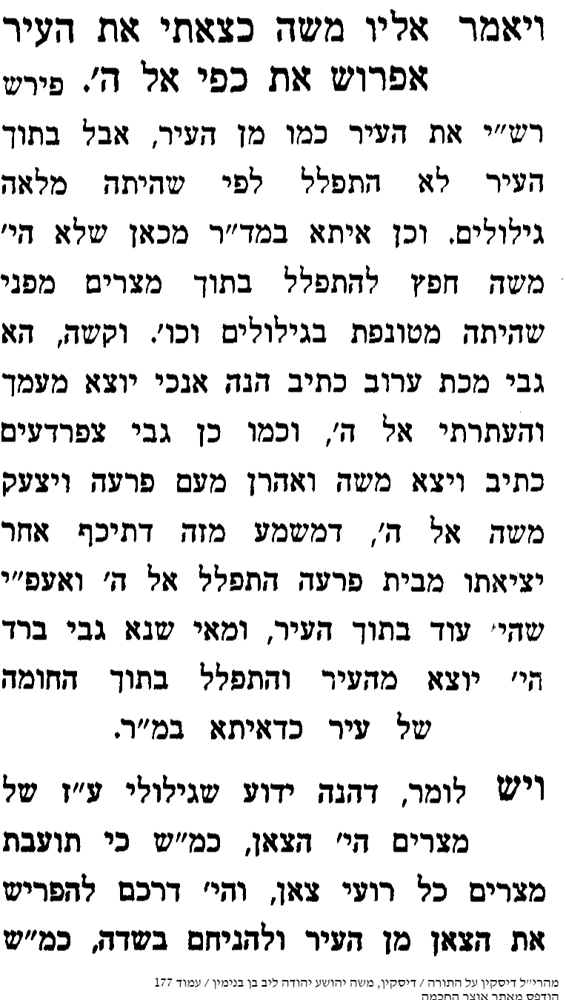 ויאמר אליו משה כצאתי את העיר
אפרוש את כפי אל ה׳. פירש
רש״י את העיר כמו מן העיר, אבל בתוך
העיר לא התפלל לפי שהיתה מלאה
גילולים. וכן איתא במד״ר מכאן שלא הי׳
משה חפץ להתפלל בתוך מצרים מפני
שהיתה מטונפת בגילולים וכו׳. וקשה, הא
גבי מכת ערוב כתיב הנה אנכי יוצא מעמך
והעתרתי אל ה׳, וכמו כן גבי צפרדעים
כתיב ויצא משה ואהרן מעם פרעה ויצעק
משה אל ה׳, דמשמע מזה דתיכף אחר
יציאתו מבית פרעה התפלל אל ה׳ ואעפ״י
שהי׳ עוד בתוך העיר, ומאי שנא גבי ברד
הי׳ יוצא מהעיר והתפלל בתוך החומה
של עיר כדאיתא במ״ר.
ויש לומר, דהנה ידוע שגילולי ע״ז של
מצרים הי׳ הצאן, כמ״ש כי תועבת
מצרים כל רועי צאן, והי׳ דרכם להפריש
את הצאן מן העיר ולהניחם בשדה, כמ״ש
מהרי״ל דיסקין על התורה / דיסקין, משה יהושע יהודה ליב בן בנימין / עמוד 177
הודפס מאתר אוצר החכמה